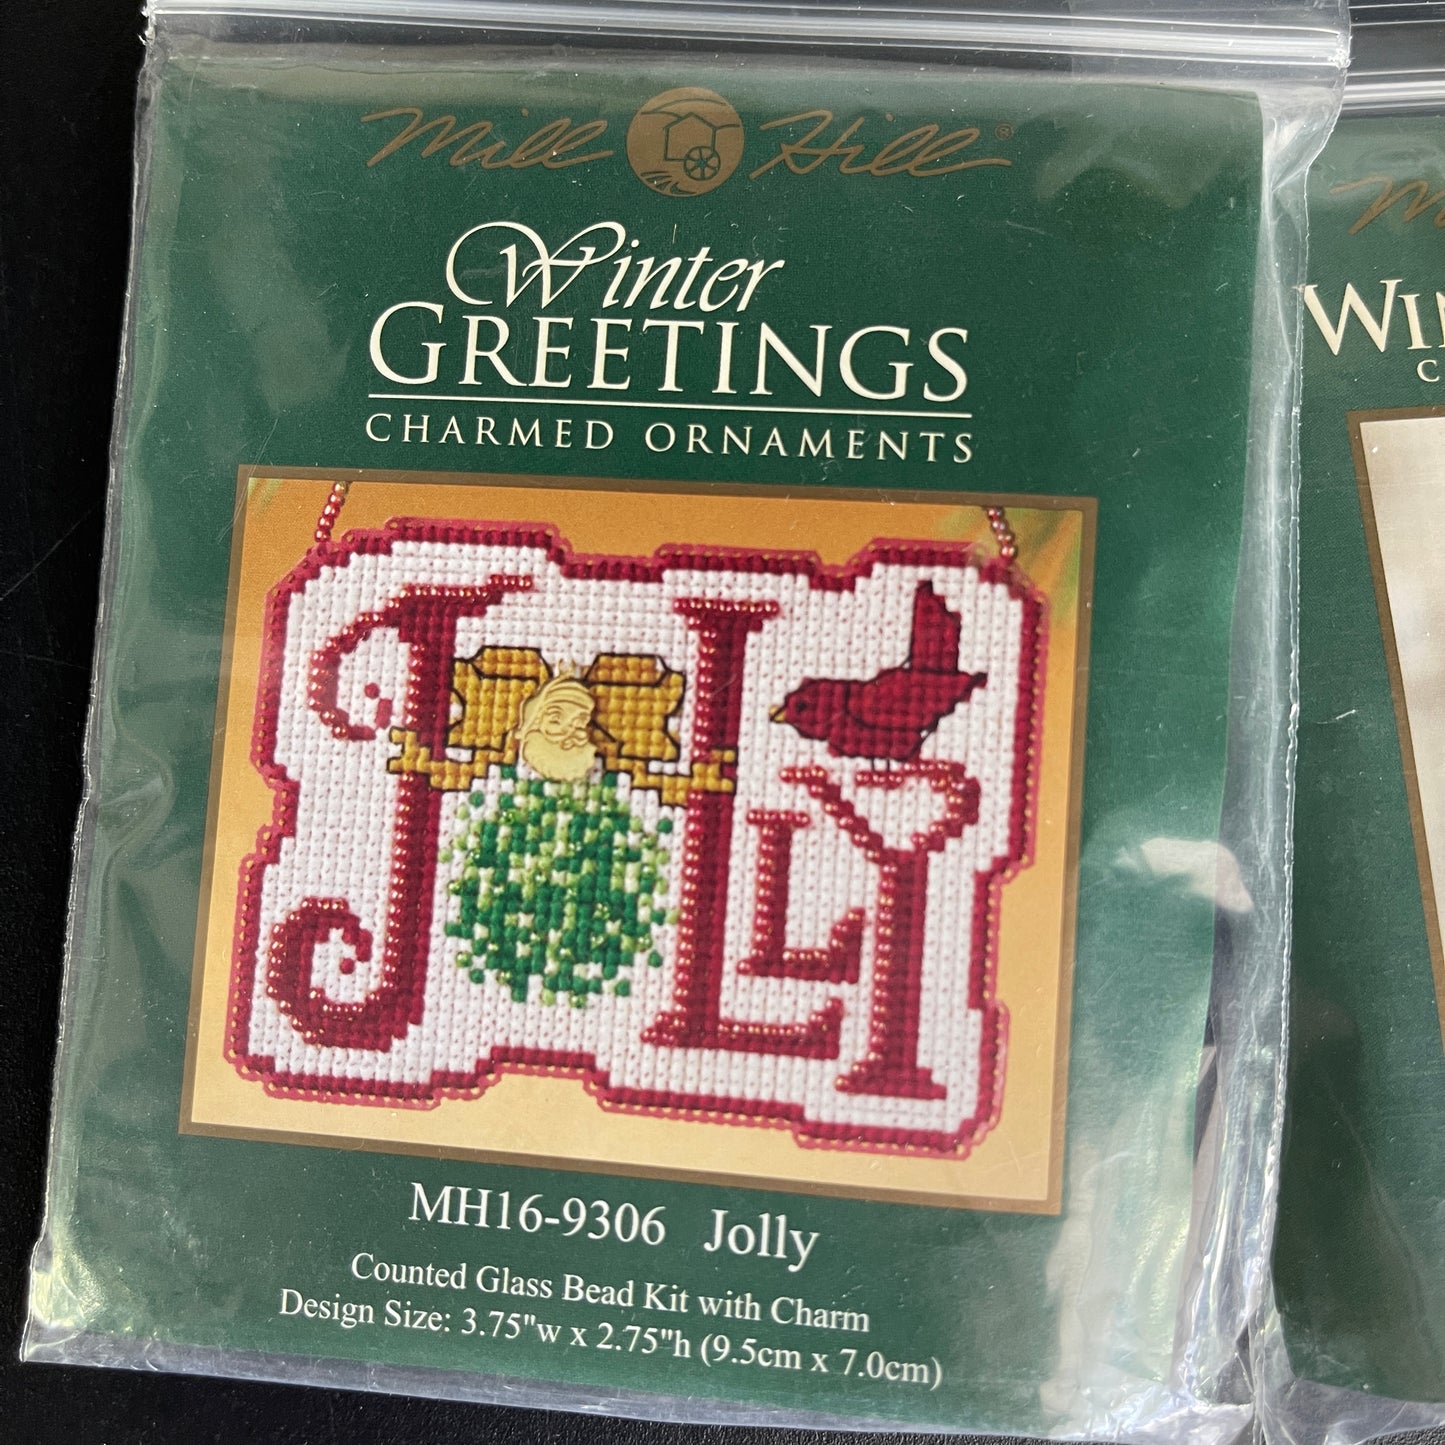 Mill Hill®
Winter
GREETINGS
CHARMED ORNAMENTS
JOLLY
MH16-9306 Jolly
Counted Glass Bead Kit with Charm
Design Size: 3.75"w x 2.75"h (9.5cm x 7.0cm)